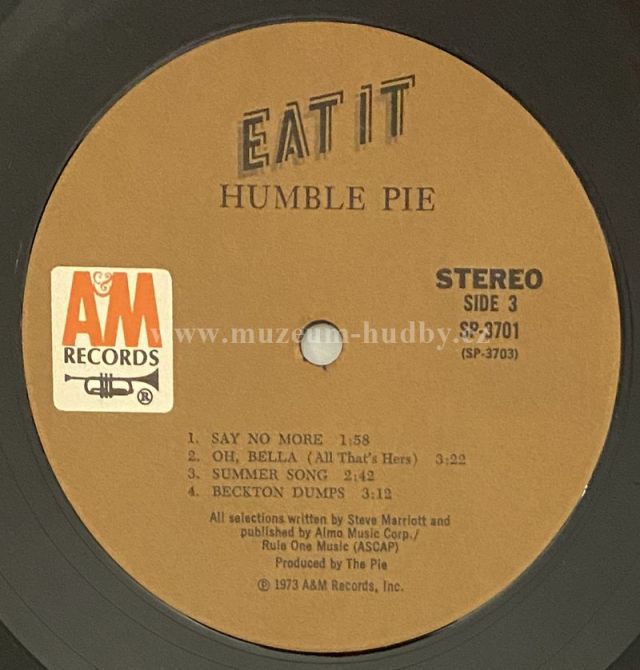 EAT IT
HUMBLE PIE
A&M
RECORDS
®
STEREO
SIDE 3
SP-3701
(SP-3703)
www.muzeum-hudby.cz
1. SAY NO MORE 1:58
2. OH, BELLA (All That's Hers) 3:22
3. SUMMER SONG 2:42
4. BECKTON DUMPS 3:12
All selections written by Steve Marriott and
published by Almo Music Corp./
Rule One Music (ASCAP)
Produced by The Pie
℗ 1973 A&M Records, Inc.